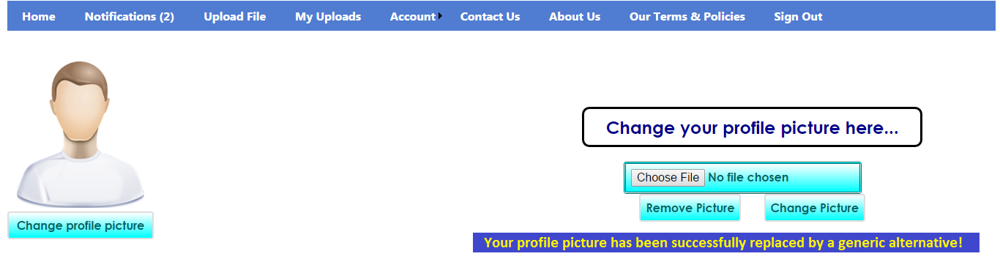 Home Notifications (2) Upload File My Uploads Account Contact Us About Us Our Terms & Policies Sign Out
Change your profile picture here...
Choose File No file chosen
Remove Picture Change Picture
Change profile picture
Your profile picture has been successfully replaced by a generic alternative!